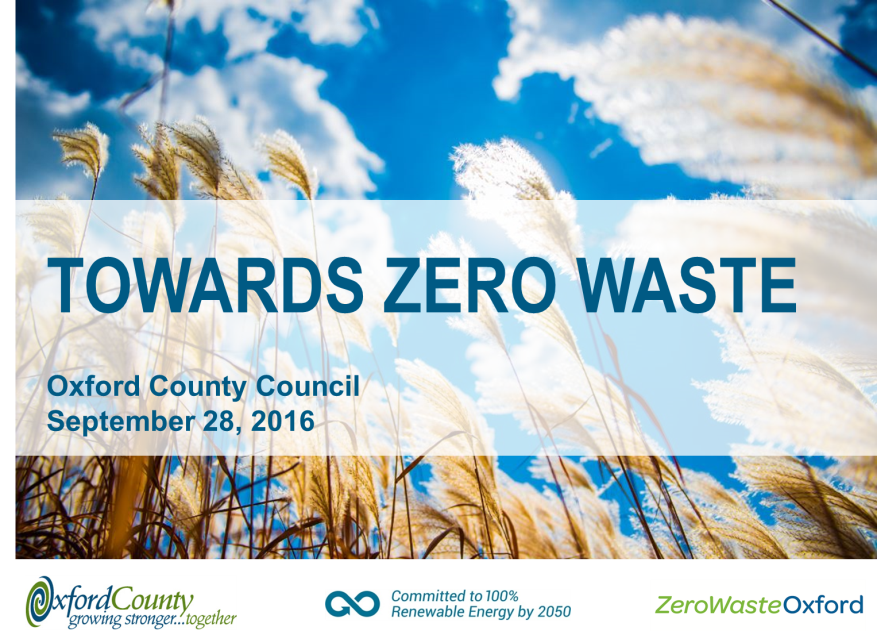 TOWARDS ZERO WASTE
Oxford County Council
September 28, 2016
OxfordCounty
growing stronger...together
Committed to 100%
Renewable Energy by 2050
ZeroWasteOxford